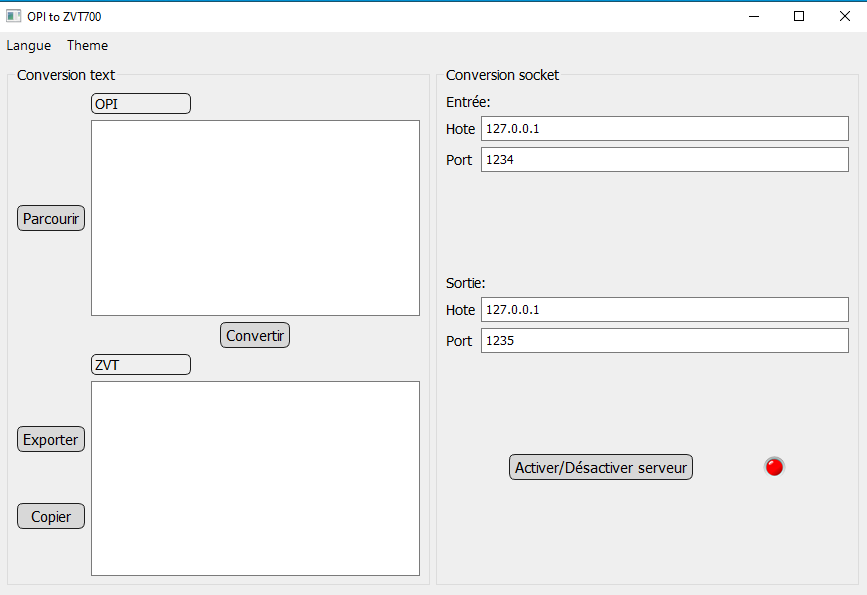 OPI to ZVT700
Langue Theme
Conversion text
OPI
Parcourir
Convertir
ZVT
Exporter
Copier
Conversion socket
Entrée:
Hote 127.0.0.1
Port 1234
Sortie:
Hote 127.0.0.1
Port 1235
Activer/Désactiver serveur